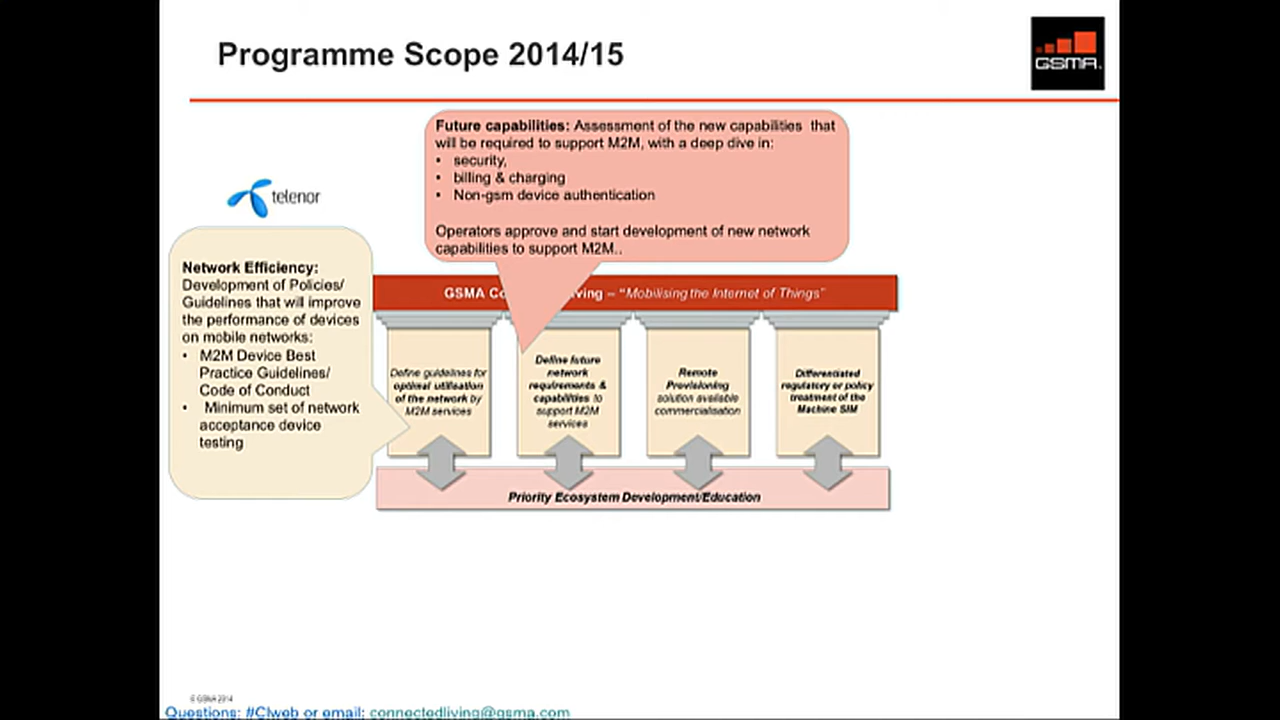 Programme Scope 2014/15
GSMA
Future capabilities: Assessment of the new capabilities that
will be required to support M2M, with a deep dive in:
• security,
• billing & charging
• Non-gsm device authentication
Operators approve and start development of new network
capabilities to support M2M..
telenor
Network Efficiency:
Development of Policies/
Guidelines that will improve
the performance of devices
on mobile networks:
• M2M Device Best
Practice Guidelines/
Code of Conduct
• Minimum set of network
acceptance device
testing
GSMA Co ving – “Mobilising the Internet of Things”
Define guidelines for
optimal utilisation
of the network by
M2M services
Define future
network
requirements &
capabilities to
support M2M
services
Remote
Provisioning
solution available
commercialisation
Differentiated
regulatory or policy
treatment of the
Machine SIM
Priority Ecosystem Development/Education
© GSMA 2014
Questions: #Clweb or email: connectedliving@gsma.com